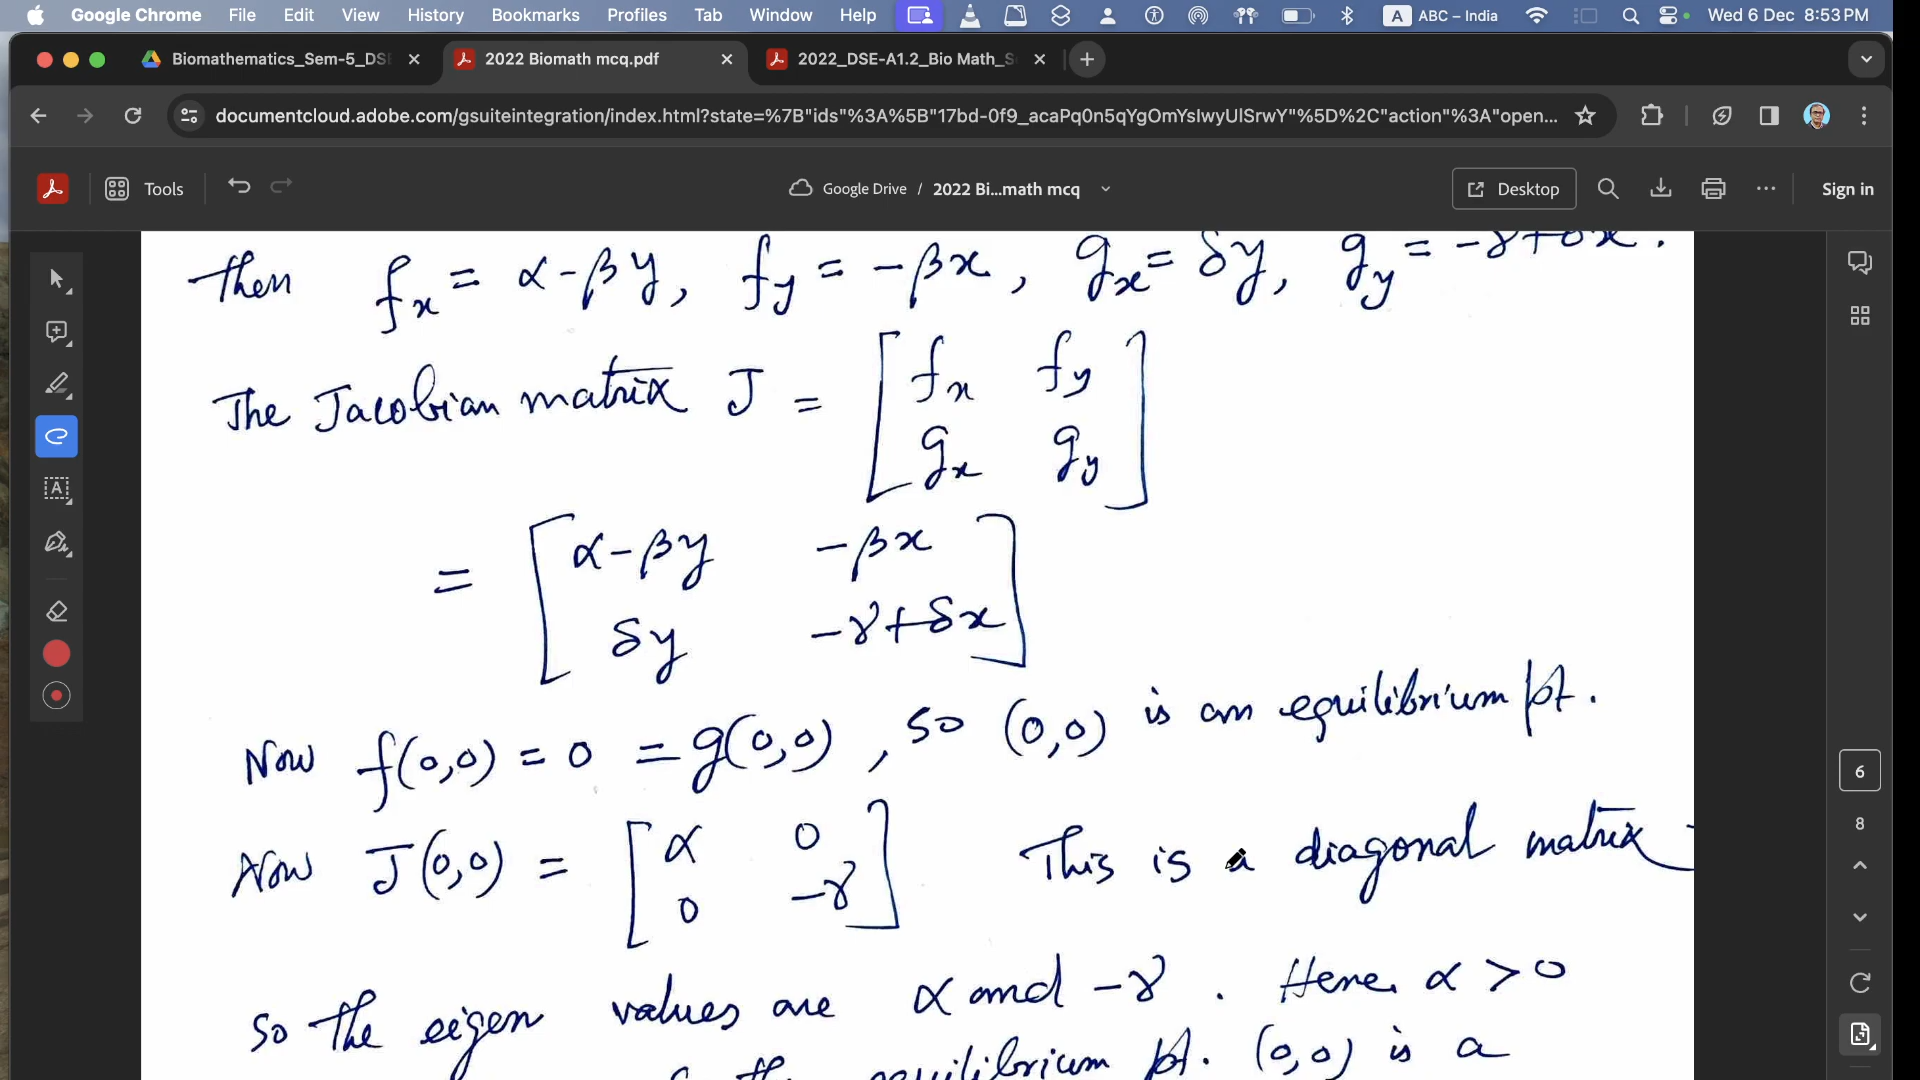 Google Chrome File Edit View History Bookmarks Profiles Tab Window Help A ABC – India Wed 6 Dec 8:53 PM
Biomathematics_Sem-5_DS 2022 Biomath mcq.pdf 2022_DSE-A1.2_Bio Math_S
documentcloud.adobe.com/gsuiteintegration/index.html?state=%7B"ids"%3A%5B"17bd-0f9_acaPq0n5qYgOmYsIwyUlSrwY"%5D%2C"action"%3A"open...
Tools Google Drive / 2022 Bi...math mcq Desktop Sign in
then fx = α - βy, fy = -βx, gx = δy, gy = -γ+δx.
The Jacobian matrix J = [ fx fy
gx gy ]
= [ α-βy -βx
δy -γ+δx ]
Now f(0,0) = 0 = g(0,0), so (0,0) is an equilibrium pt.
Now J(0,0) = [ α 0
0 -γ ] This is a diagonal matrix
So the eigen values are α and -γ. Here α > 0
equilibrium pt. (0,0) is a
6
8